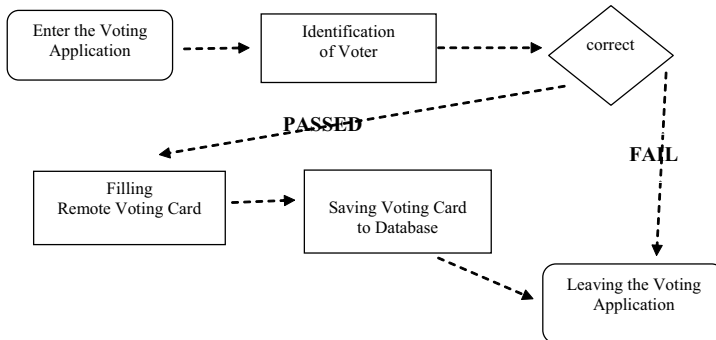 Enter the Voting
Application
Identification
of Voter
correct
PASSED
FAIL
Filling
Remote Voting Card
Saving Voting Card
to Database
Leaving the Voting
Application